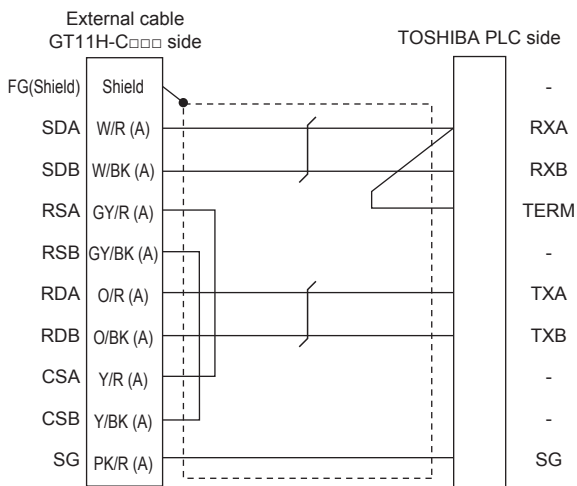 External cable
GT11H-C□□□ side
TOSHIBA PLC side
FG(Shield) Shield -
SDA W/R (A) RXA
SDB W/BK (A) RXB
RSA GY/R (A) TERM
RSB GY/BK (A) -
RDA O/R (A) TXA
RDB O/BK (A) TXB
CSA Y/R (A) -
CSB Y/BK (A) -
SG PK/R (A) SG